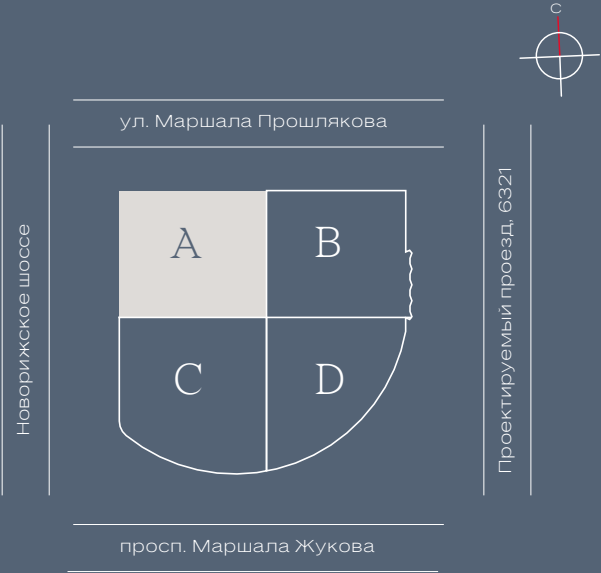 С
ул. Маршала Прошлякова
Новорижское шоссе
Проектируемый проезд, 6321
A
B
C
D
просп. Маршала Жукова